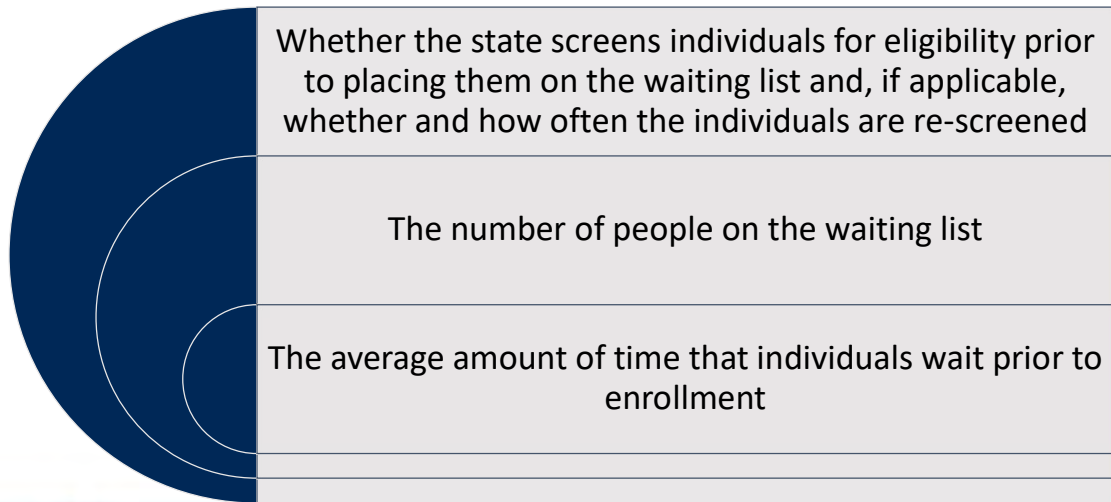 Whether the state screens individuals for eligibility prior
to placing them on the waiting list and, if applicable,
whether and how often the individuals are re-screened
The number of people on the waiting list
The average amount of time that individuals wait prior to
enrollment